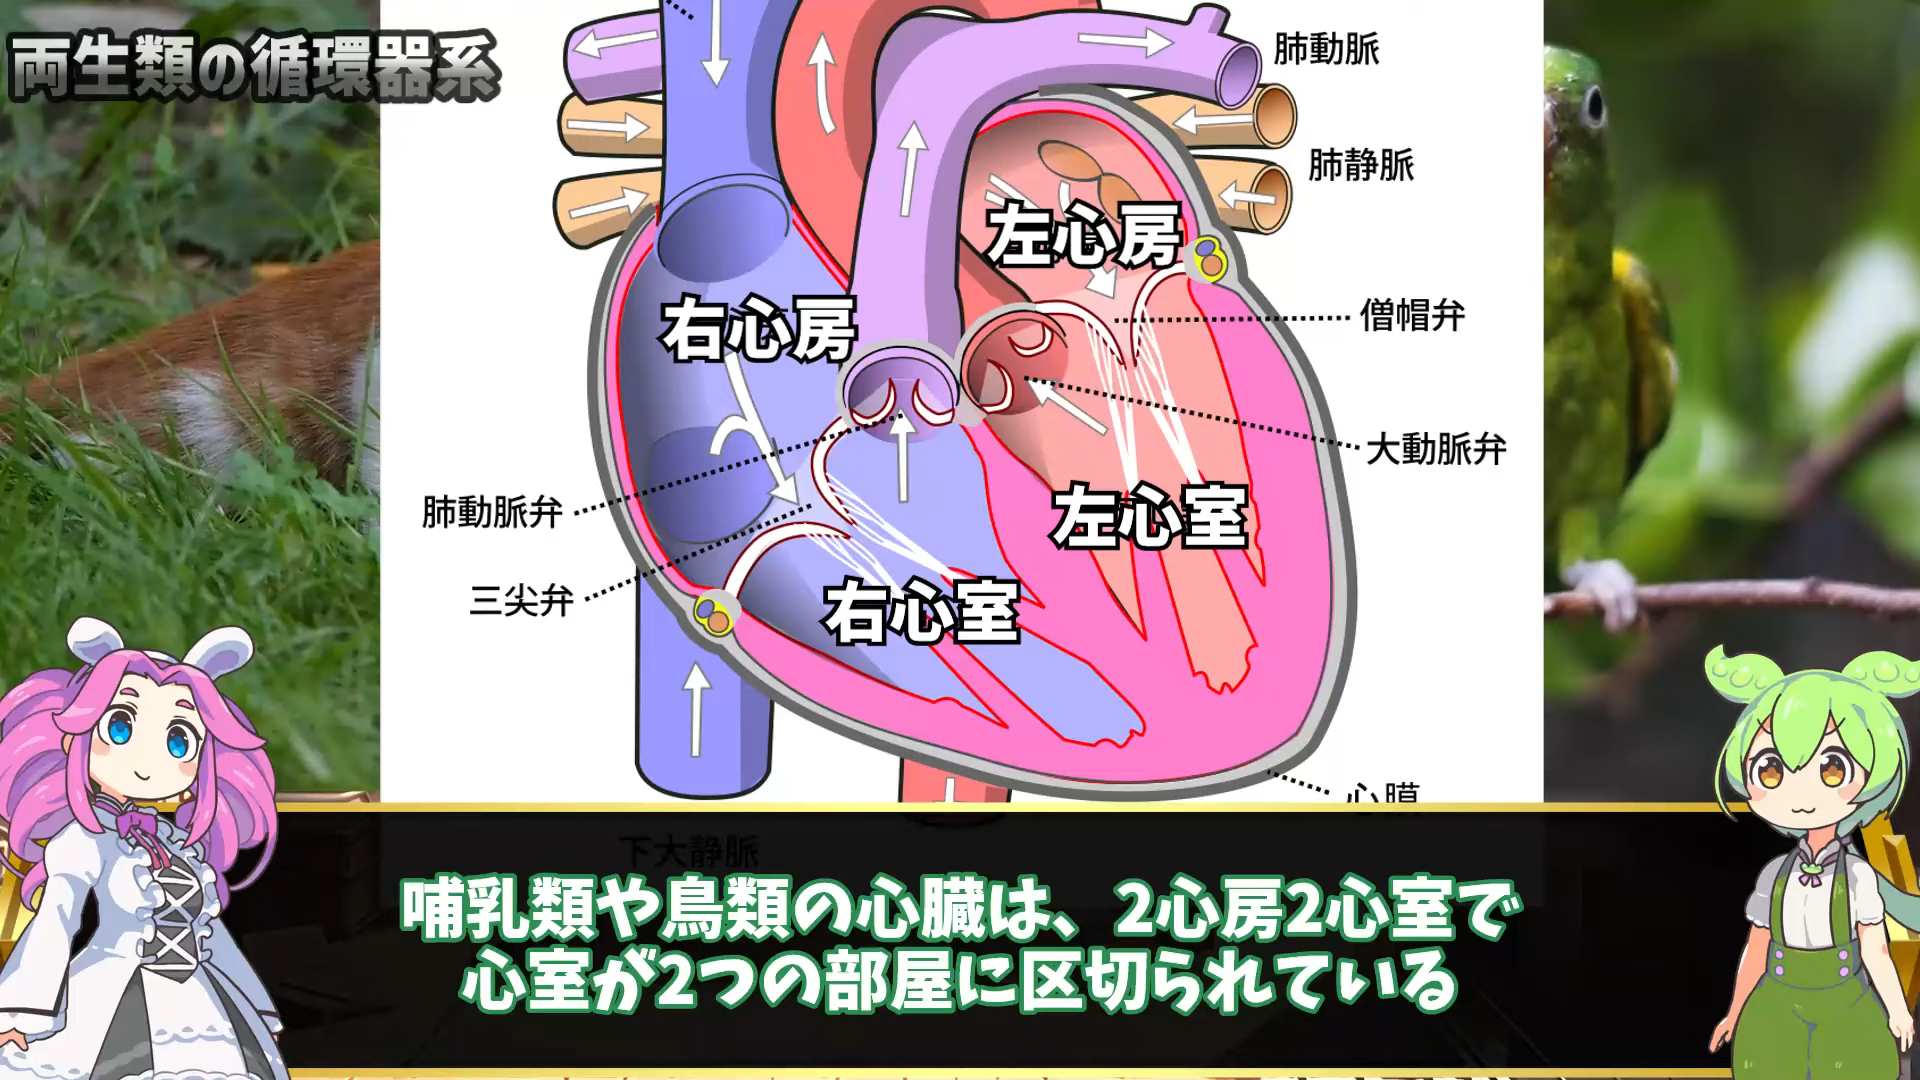 両生類の循環器系
肺動脈
肺静脈
左心房
右心房
僧帽弁
大動脈弁
肺動脈弁
左心室
三尖弁
右心室
心膜
下大静脈
哺乳類や鳥類の心臓は、2心房2心室で
心室が2つの部屋に区切られている